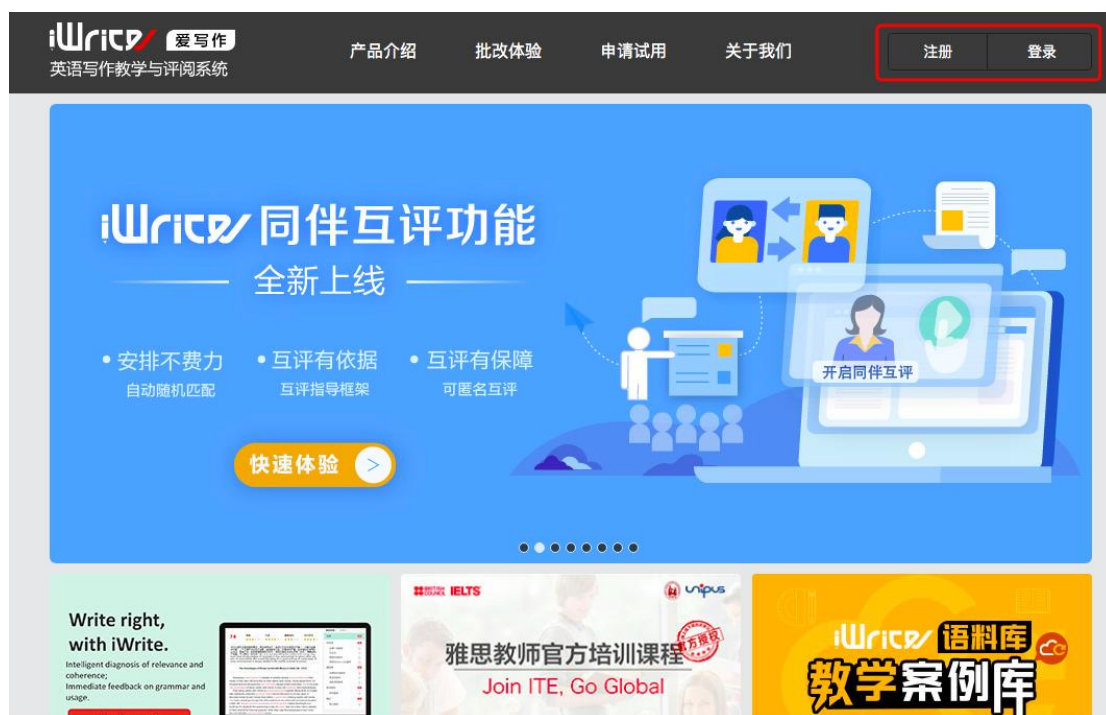 iWrite 爱写作
英语写作教学与评阅系统
产品介绍 批改体验 申请试用 关于我们 注册 登录
iWrite 同伴互评功能
全新上线
• 安排不费力 • 互评有依据 • 互评有保障
自动随机匹配 互评指导框架 可匿名互评
快速体验 >
开启同伴互评
Write right,
with iWrite.
Intelligent diagnosis of relevance and
coherence;
Immediate feedback on grammar and
usage.
BRITISH COUNCIL IELTS unipus
雅思教师官方培训课程
官方授权
Join ITE, Go Global
iWrite 语料库
教学案例库